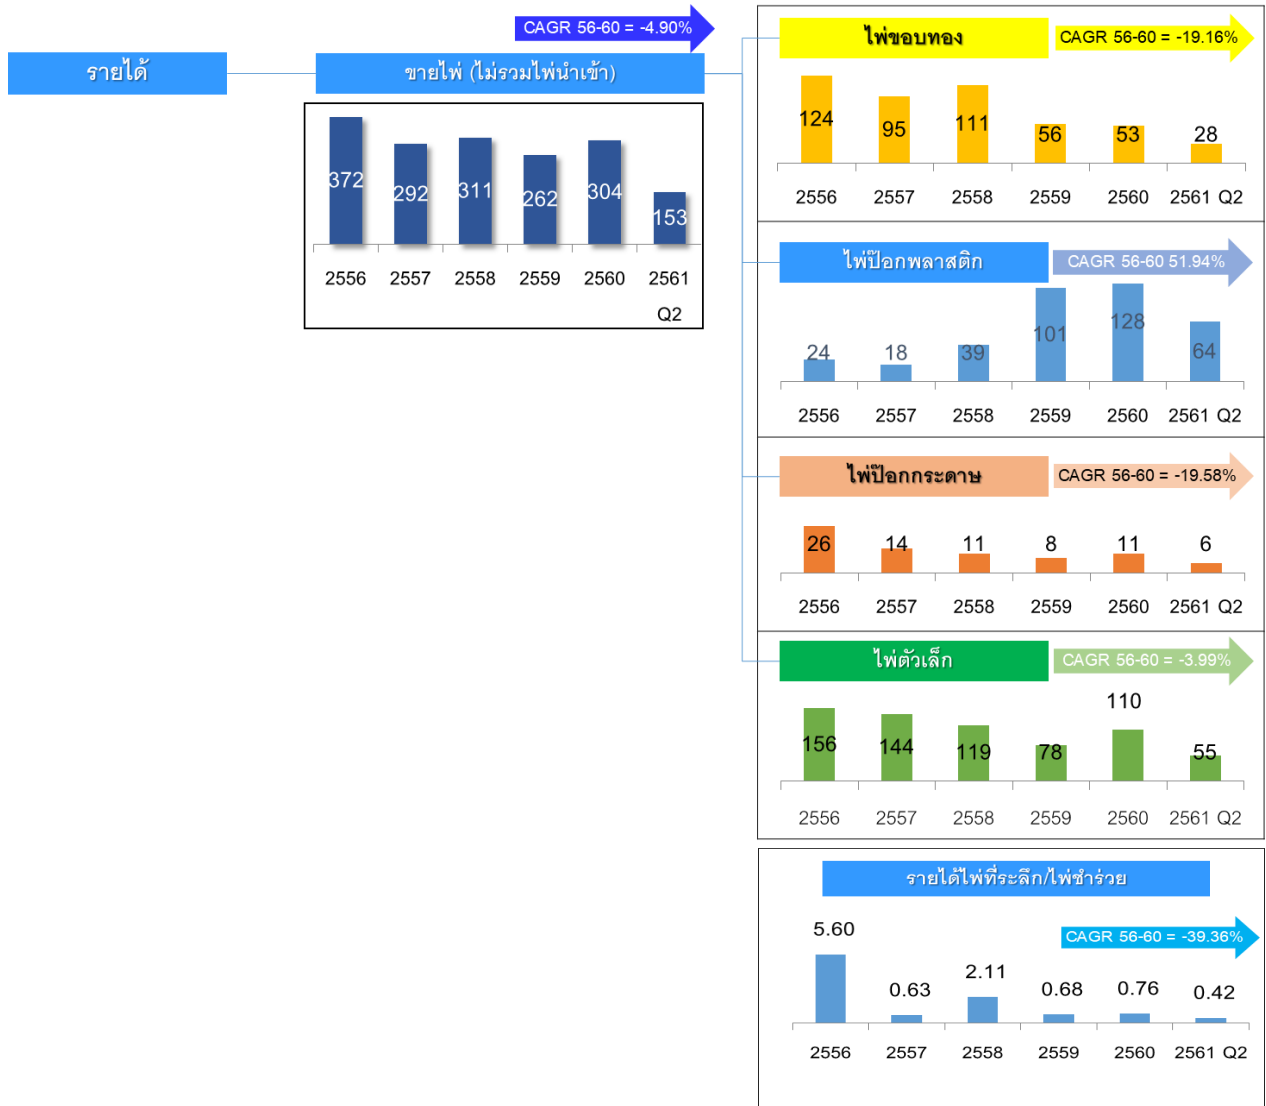 รายได้
CAGR 56-60 = -4.90%
ขายไพ่ (ไม่รวมไพ่นำเข้า)
372 292 311 262 304 153
2556 2557 2558 2559 2560 2561
Q2
ไพ่ขอบทอง
CAGR 56-60 = -19.16%
124 95 111 56 53 28
2556 2557 2558 2559 2560 2561 Q2
ไพ่ป๊อกพลาสติก
CAGR 56-60 51.94%
24 18 39 101 128 64
2556 2557 2558 2559 2560 2561 Q2
ไพ่ป๊อกกระดาษ
CAGR 56-60 = -19.58%
26 14 11 8 11 6
2556 2557 2558 2559 2560 2561 Q2
ไพ่ตัวเล็ก
CAGR 56-60 = -3.99%
156 144 119 78 110 55
2556 2557 2558 2559 2560 2561 Q2
รายได้ไพ่ที่ระลึก/ไพ่ชำร่วย
CAGR 56-60 = -39.36%
5.60 0.63 2.11 0.68 0.76 0.42
2556 2557 2558 2559 2560 2561 Q2